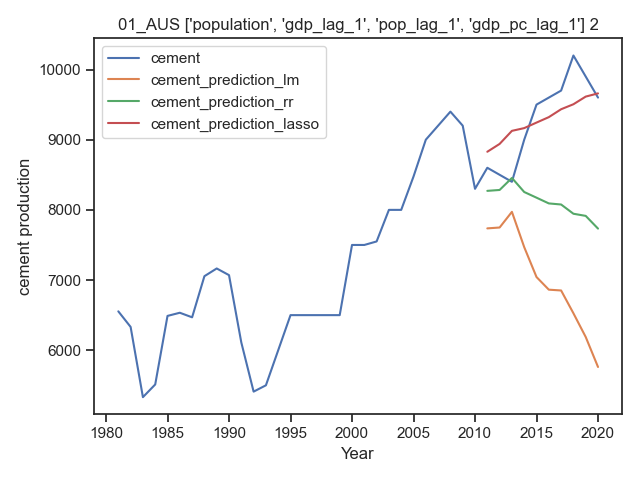 01_AUS ['population', 'gdp_lag_1', 'pop_lag_1', 'gdp_pc_lag_1'] 2
cement
cement_prediction_lm
cement_prediction_rr
cement_prediction_lasso
cement production
10000
9000
8000
7000
6000
1980 1985 1990 1995 2000 2005 2010 2015 2020
Year